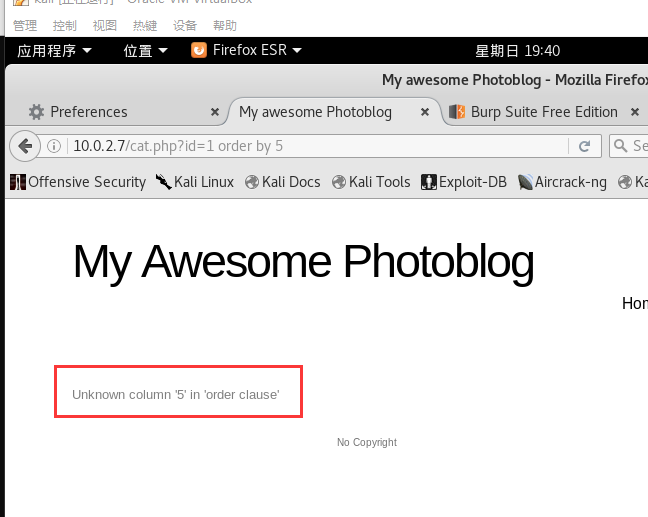 kali [正在运行] - Oracle VM VirtualBox
管理 控制 视图 热键 设备 帮助
应用程序 位置 Firefox ESR 星期日 19:40
My awesome Photoblog - Mozilla Firefox
Preferences My awesome Photoblog Burp Suite Free Edition
10.0.2.7/cat.php?id=1 order by 5 Se
Offensive Security Kali Linux Kali Docs Kali Tools Exploit-DB Aircrack-ng Ka
My Awesome Photoblog
Hom
Unknown column '5' in 'order clause'
No Copyright